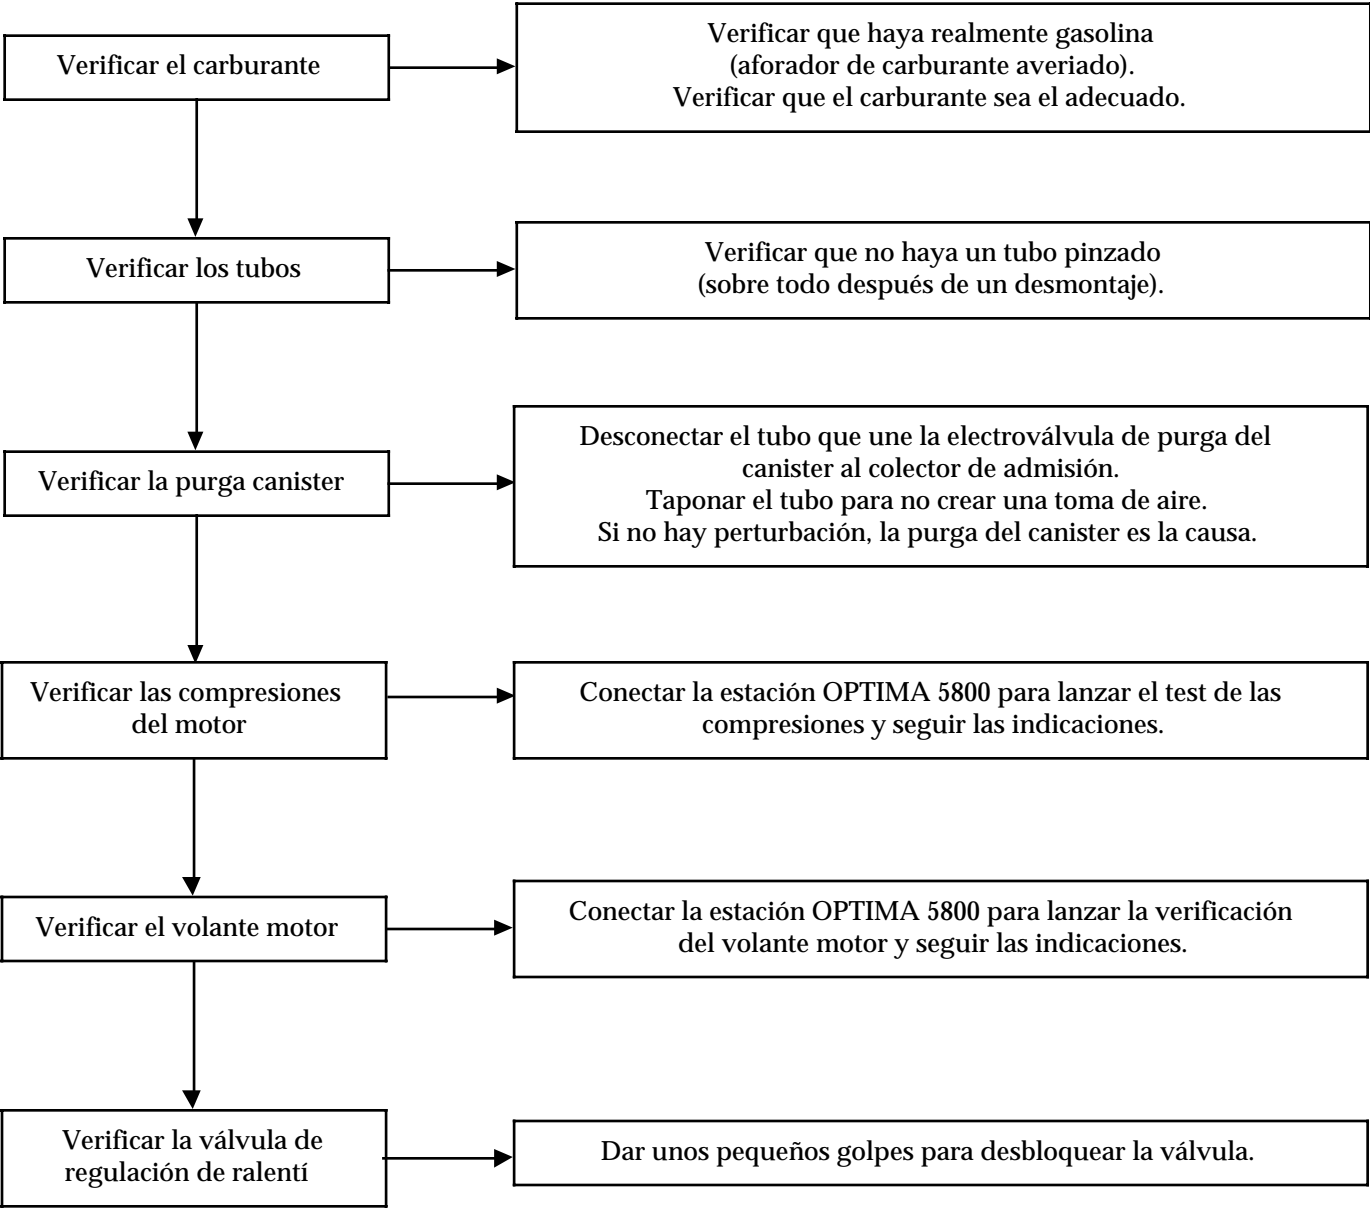 Verificar el carburante
Verificar que haya realmente gasolina
(aforador de carburante averiado).
Verificar que el carburante sea el adecuado.
Verificar los tubos
Verificar que no haya un tubo pinzado
(sobre todo después de un desmontaje).
Verificar la purga canister
Desconectar el tubo que une la electroválvula de purga del
canister al colector de admisión.
Taponar el tubo para no crear una toma de aire.
Si no hay perturbación, la purga del canister es la causa.
Verificar las compresiones
del motor
Conectar la estación OPTIMA 5800 para lanzar el test de las
compresiones y seguir las indicaciones.
Verificar el volante motor
Conectar la estación OPTIMA 5800 para lanzar la verificación
del volante motor y seguir las indicaciones.
Verificar la válvula de
regulación de ralentí
Dar unos pequeños golpes para desbloquear la válvula.